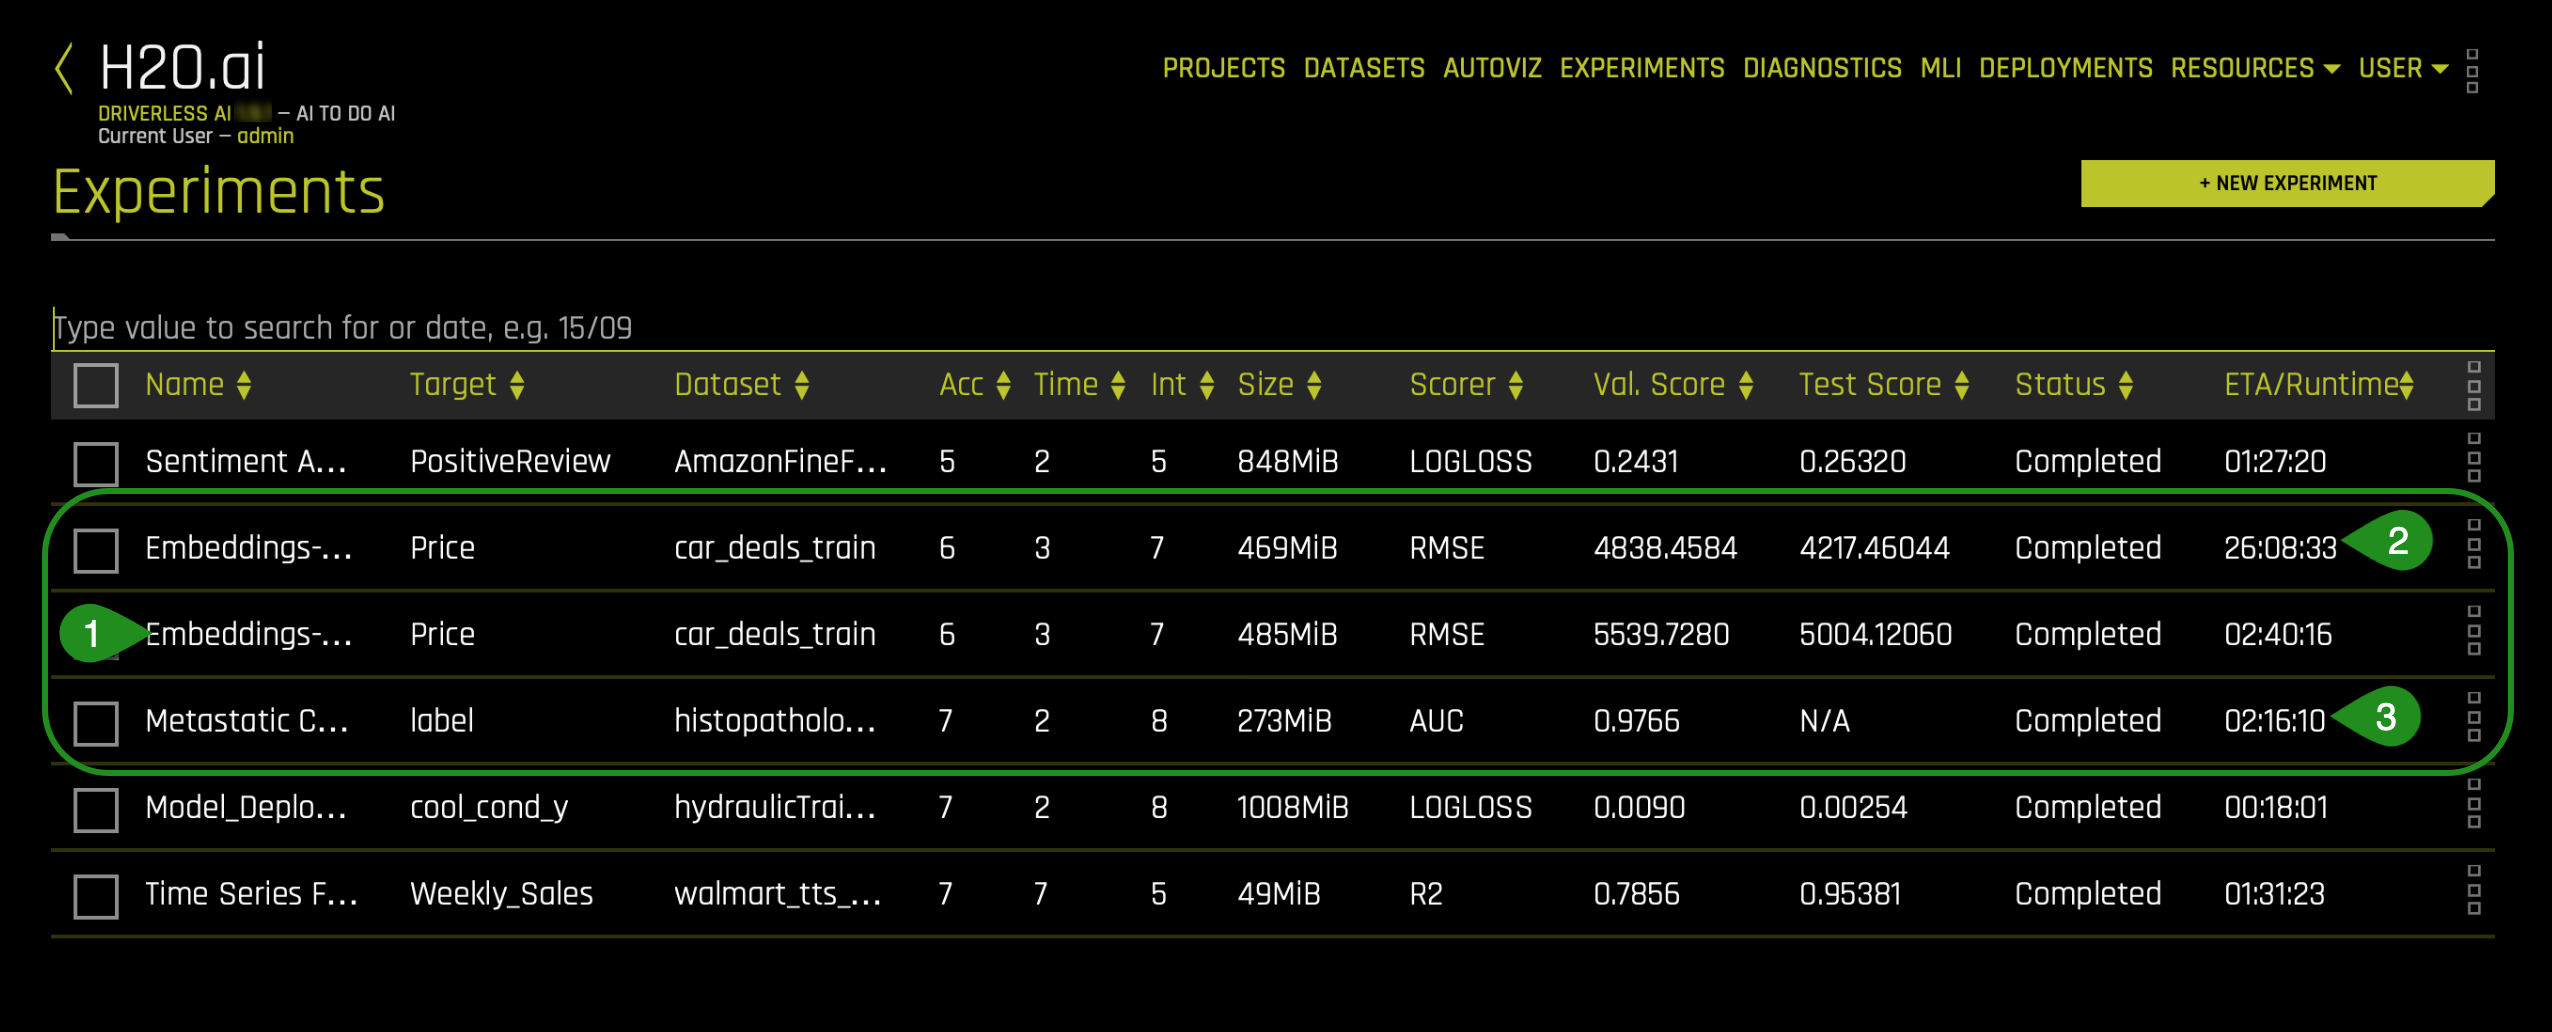 H2O.ai
PROJECTS DATASETS AUTOVIZ EXPERIMENTS DIAGNOSTICS MLI DEPLOYMENTS RESOURCES USER
DRIVERLESS AI – AI TO DO AI
Current User – admin
Experiments
+ NEW EXPERIMENT
Type value to search for or date, e.g. 15/09
Name Target Dataset Acc Time Int Size Scorer Val. Score Test Score Status ETA/Runtime
Sentiment A... PositiveReview AmazonFineF... 5 2 5 848MiB LOGLOSS 0.2431 0.26320 Completed 01:27:20
Embeddings-... Price car_deals_train 6 3 7 469MiB RMSE 4838.4584 4217.46044 Completed 26:08:33 2
1 Embeddings-... Price car_deals_train 6 3 7 485MiB RMSE 5539.7280 5004.12060 Completed 02:40:16
Metastatic C... label histopatholo... 7 2 8 273MiB AUC 0.9766 N/A Completed 02:16:10 3
Model_Deplo... cool_cond_y hydraulicTrai... 7 2 8 1008MiB LOGLOSS 0.0090 0.00254 Completed 00:18:01
Time Series F... Weekly_Sales walmart_tts_... 7 7 5 49MiB R2 0.7856 0.95381 Completed 01:31:23